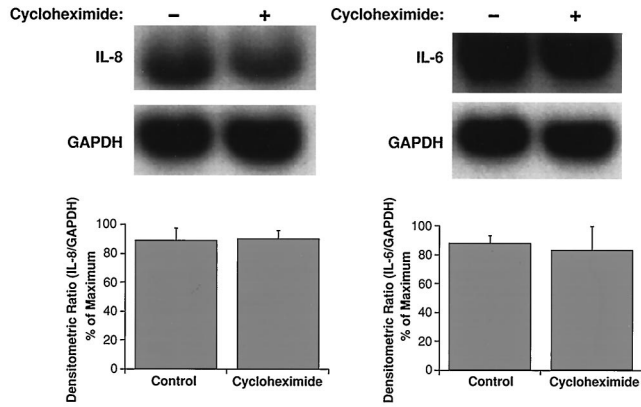 Cycloheximide: − +
IL-8
GAPDH
Densitometric Ratio (IL-8/GAPDH)
% of Maximum
100
80
60
40
20
0
Control Cycloheximide
Cycloheximide: − +
IL-6
GAPDH
Densitometric Ratio (IL-6/GAPDH)
% of Maximum
100
80
60
40
20
0
Control Cycloheximide